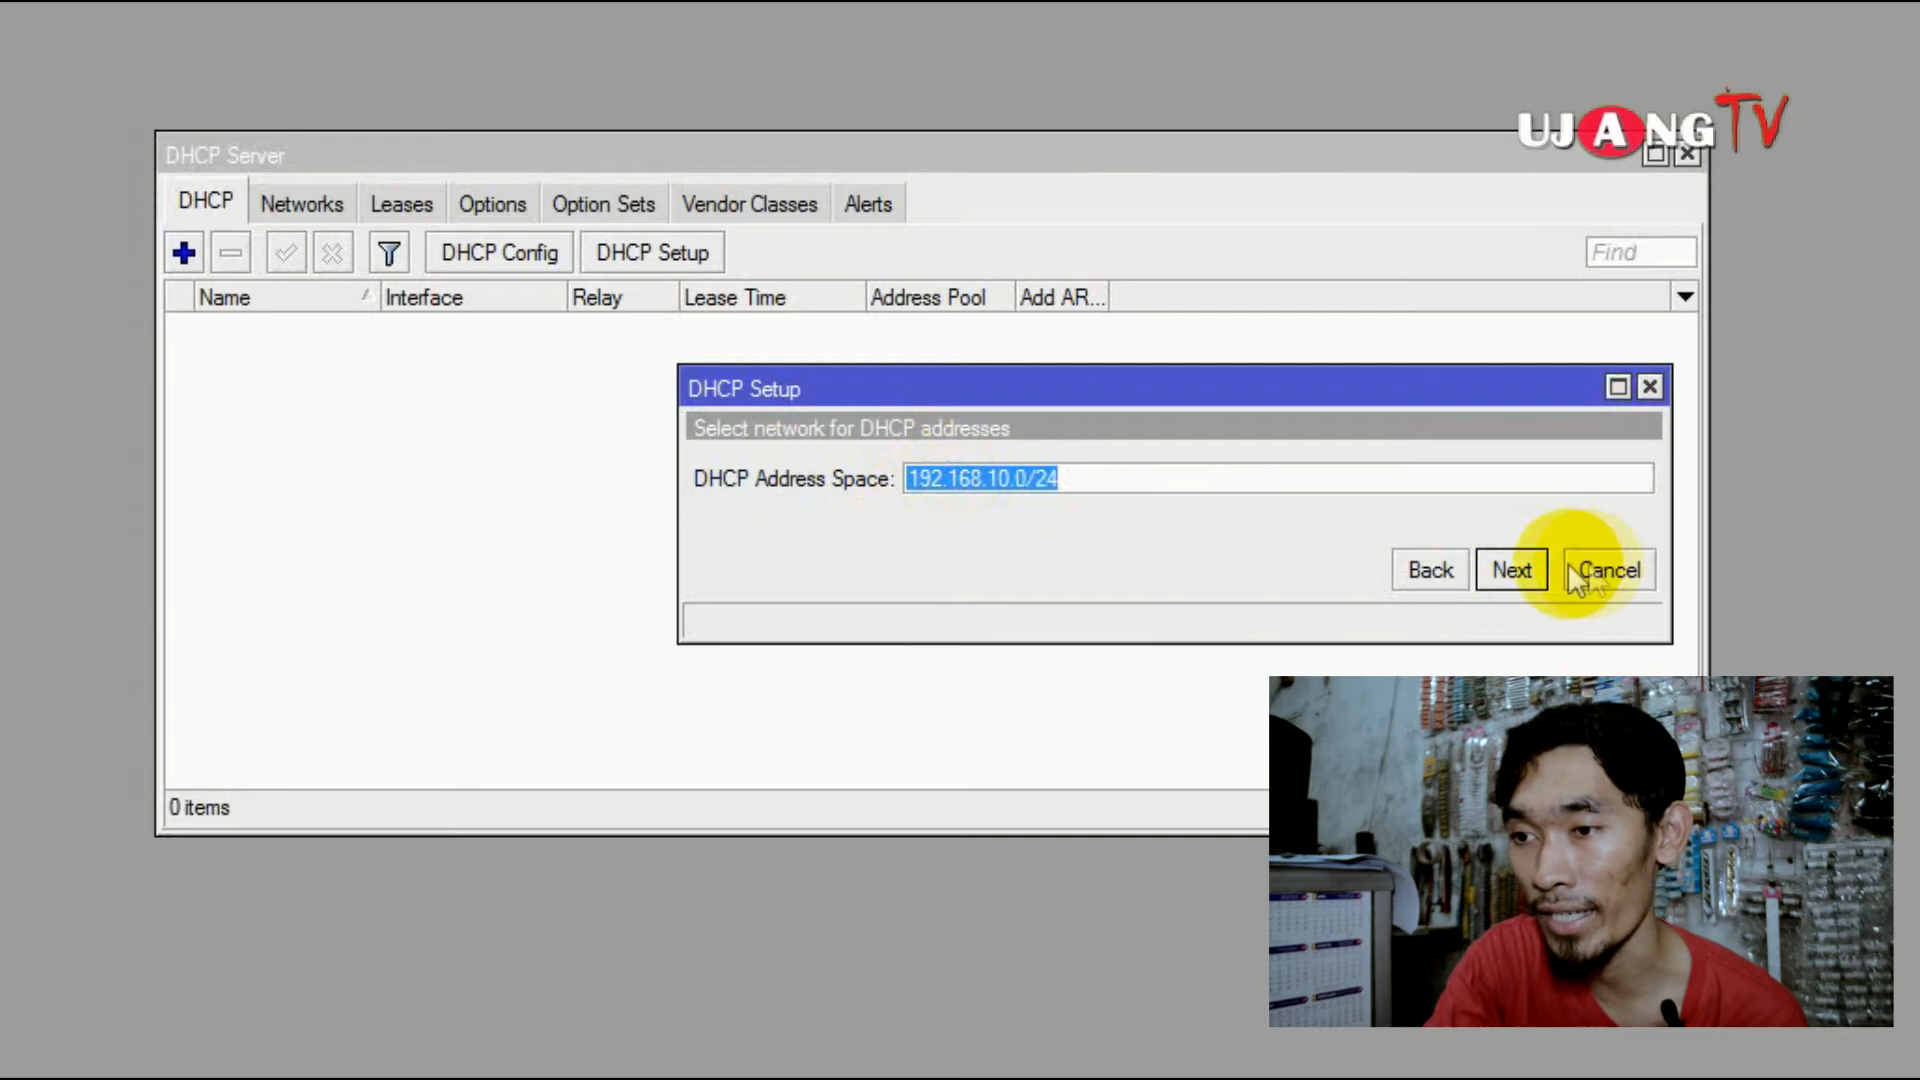 UJANG TV
DHCP Server
DHCP Networks Leases Options Option Sets Vendor Classes Alerts
DHCP Config DHCP Setup Find
Name Interface Relay Lease Time Address Pool Add AR...
DHCP Setup
Select network for DHCP addresses
DHCP Address Space: 192.168.10.0/24
Back Next Cancel
0 items